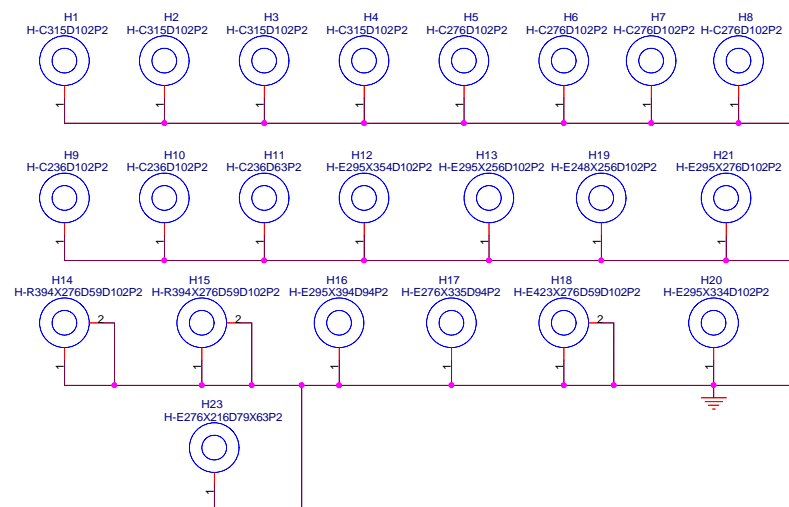 H1 H2 H3 H4 H5 H6 H7 H8
H-C315D102P2 H-C315D102P2 H-C315D102P2 H-C315D102P2 H-C276D102P2 H-C276D102P2 H-C276D102P2 H-C276D102P2
1 1 1 1 1 1 1 1
H9 H10 H11 H12 H13 H19 H21
H-C236D102P2 H-C236D102P2 H-C236D63P2 H-E295X354D102P2 H-E295X256D102P2 H-E248X256D102P2 H-E295X276D102P2
1 1 1 1 1 1 1
H14 H15 H16 H17 H18 H20
H-R394X276D59D102P2 H-R394X276D59D102P2 H-E295X394D94P2 H-E276X335D94P2 H-E423X276D59D102P2 H-E295X334D102P2
2 2 2
1 1 1 1 1 1
H23
H-E276X216D79X63P2
1